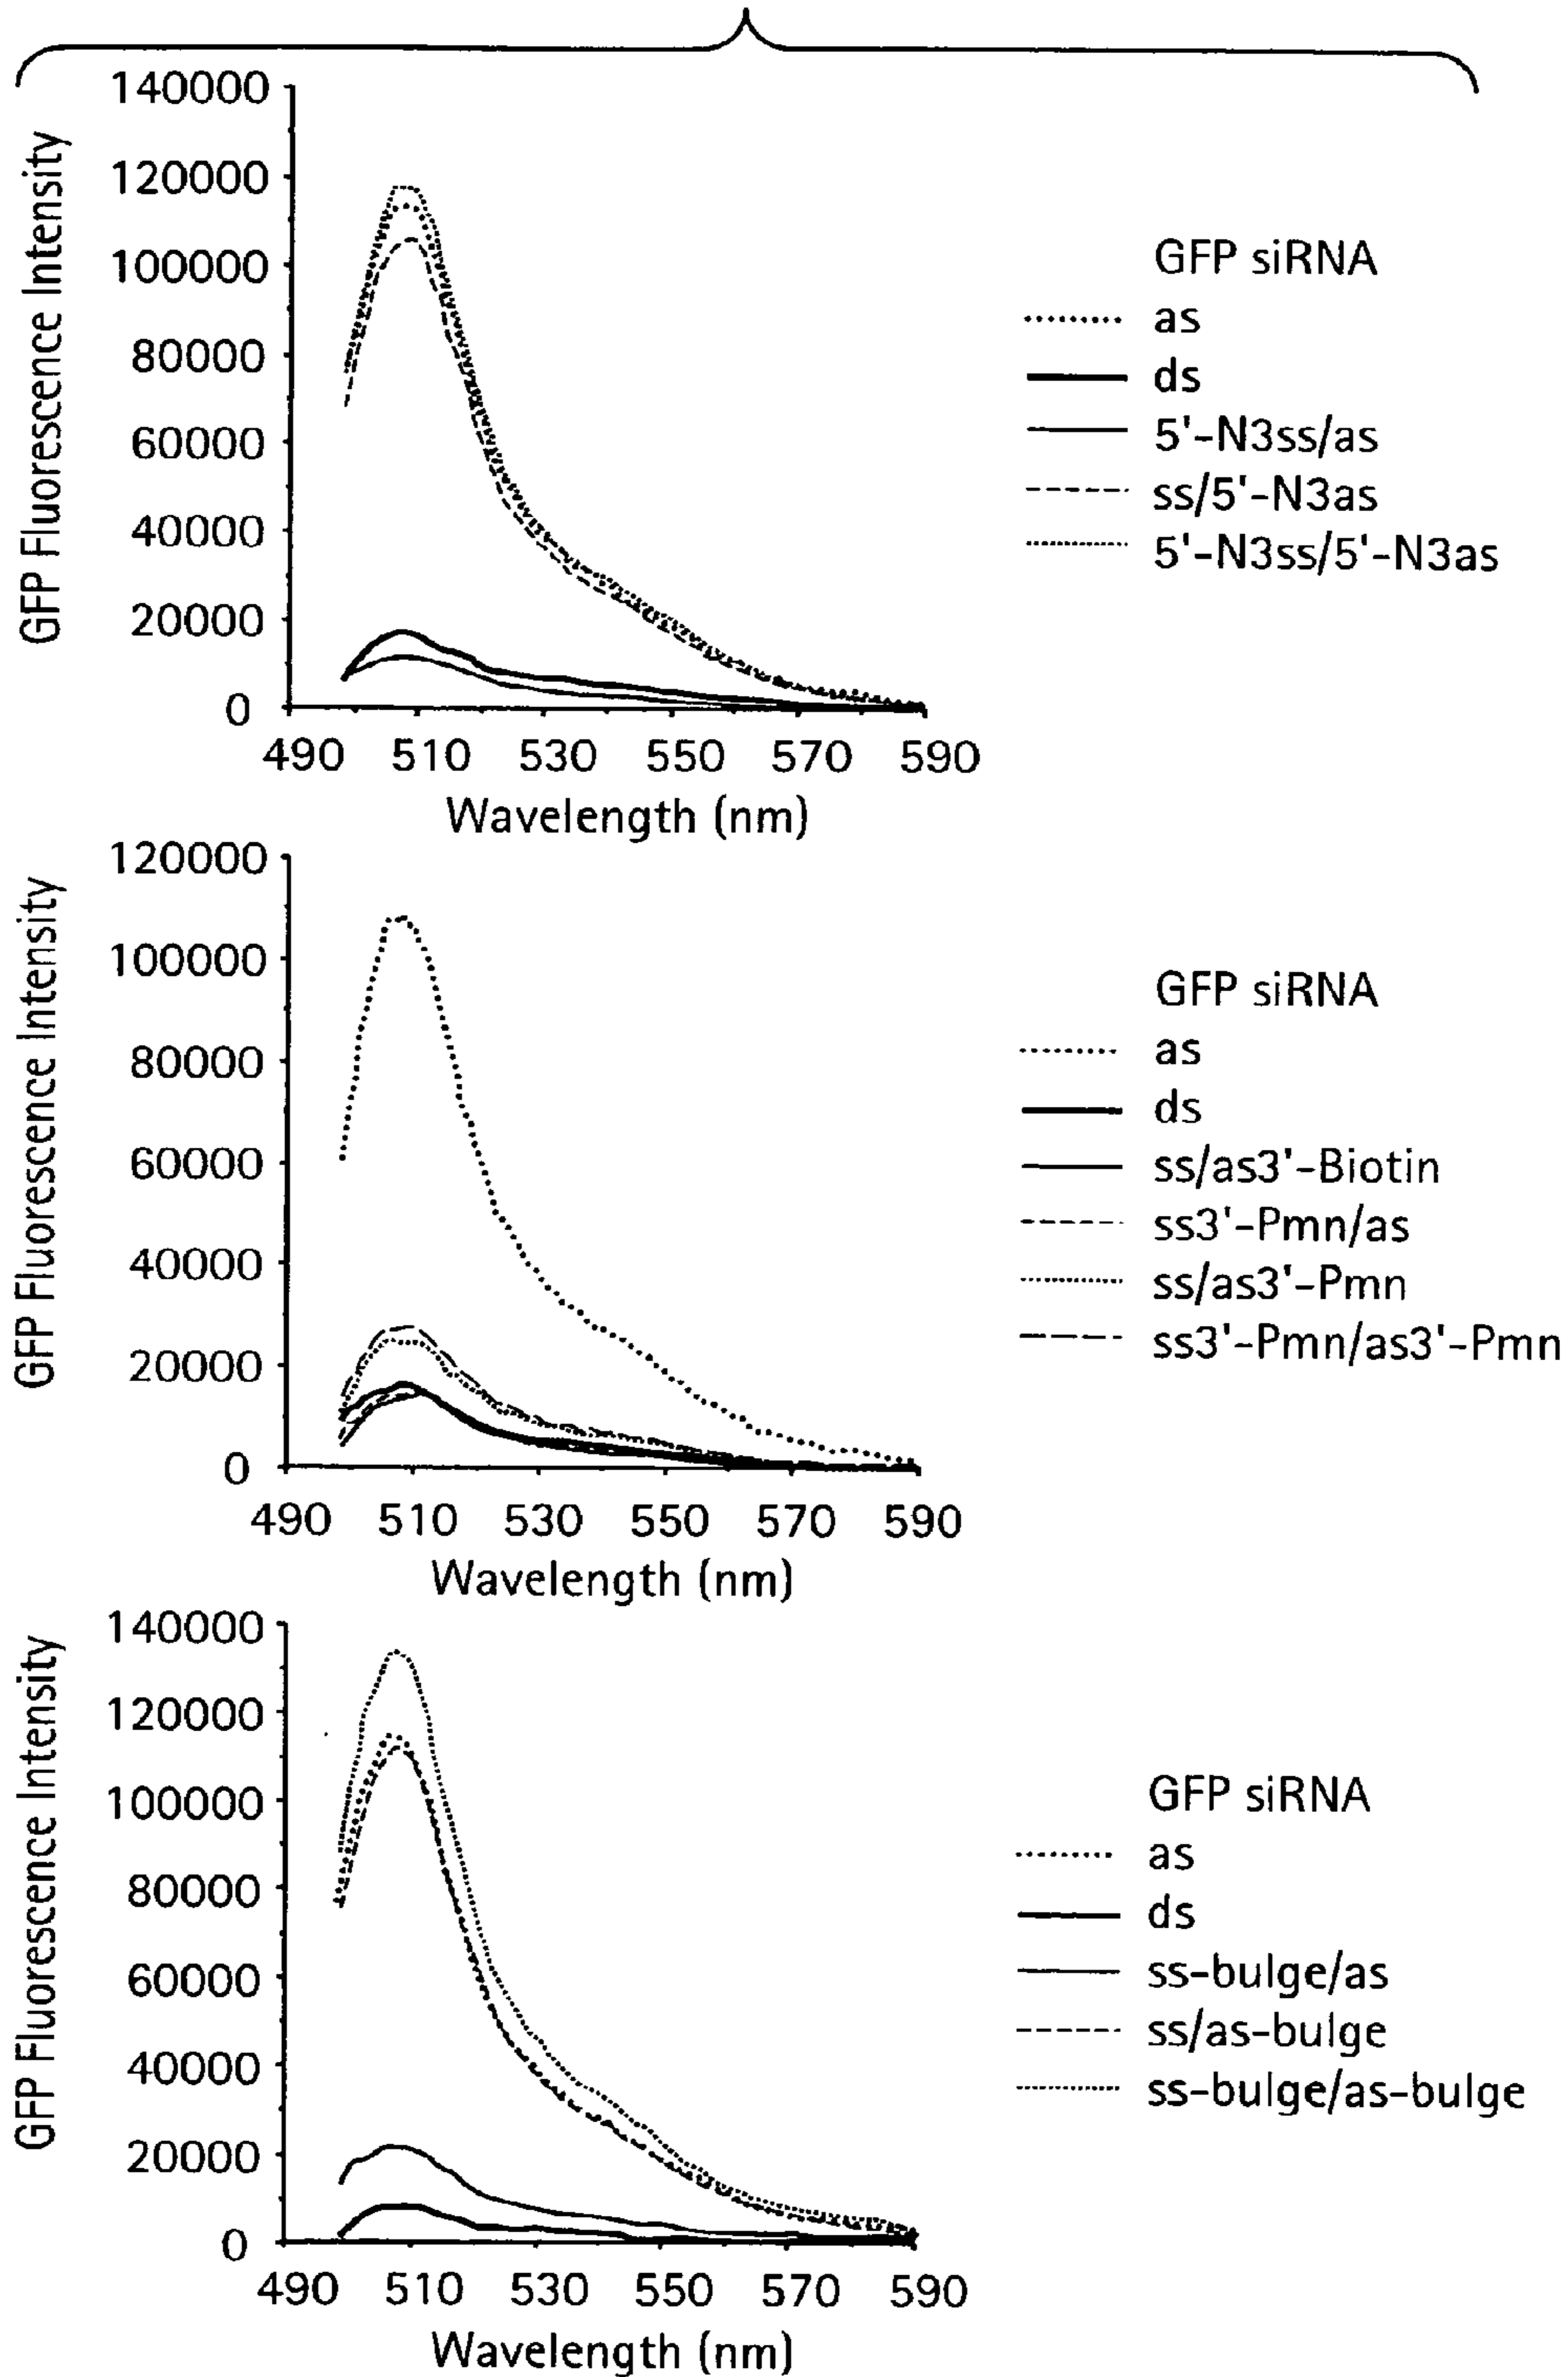 140000
120000
100000
80000
60000
40000
20000
0
GFP Fluorescence Intensity
490 510 530 550 570 590
Wavelength (nm)
GFP siRNA
as
ds
5'-N3ss/as
ss/5'-N3as
5'-N3ss/5'-N3as
120000
100000
80000
60000
40000
20000
0
GFP Fluorescence Intensity
490 510 530 550 570 590
Wavelength (nm)
GFP siRNA
as
ds
ss/as3'-Biotin
ss3'-Pmn/as
ss/as3'-Pmn
ss3'-Pmn/as3'-Pmn
140000
120000
100000
80000
60000
40000
20000
0
GFP Fluorescence Intensity
490 510 530 550 570 590
Wavelength (nm)
GFP siRNA
as
ds
ss-bulge/as
ss/as-bulge
ss-bulge/as-bulge